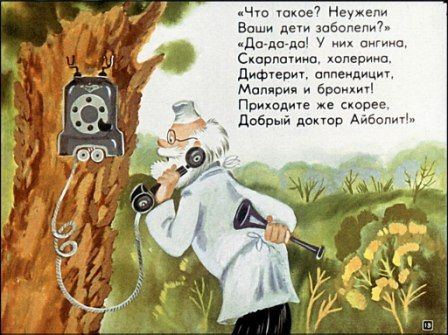 «Что такое? Неужели
Ваши дети заболели?»
«Да-да-да! У них ангина,
Скарлатина, холерина,
Дифтерит, аппендицит,
Малярия и бронхит!
Приходите же скорее,
Добрый доктор Айболит!»
13